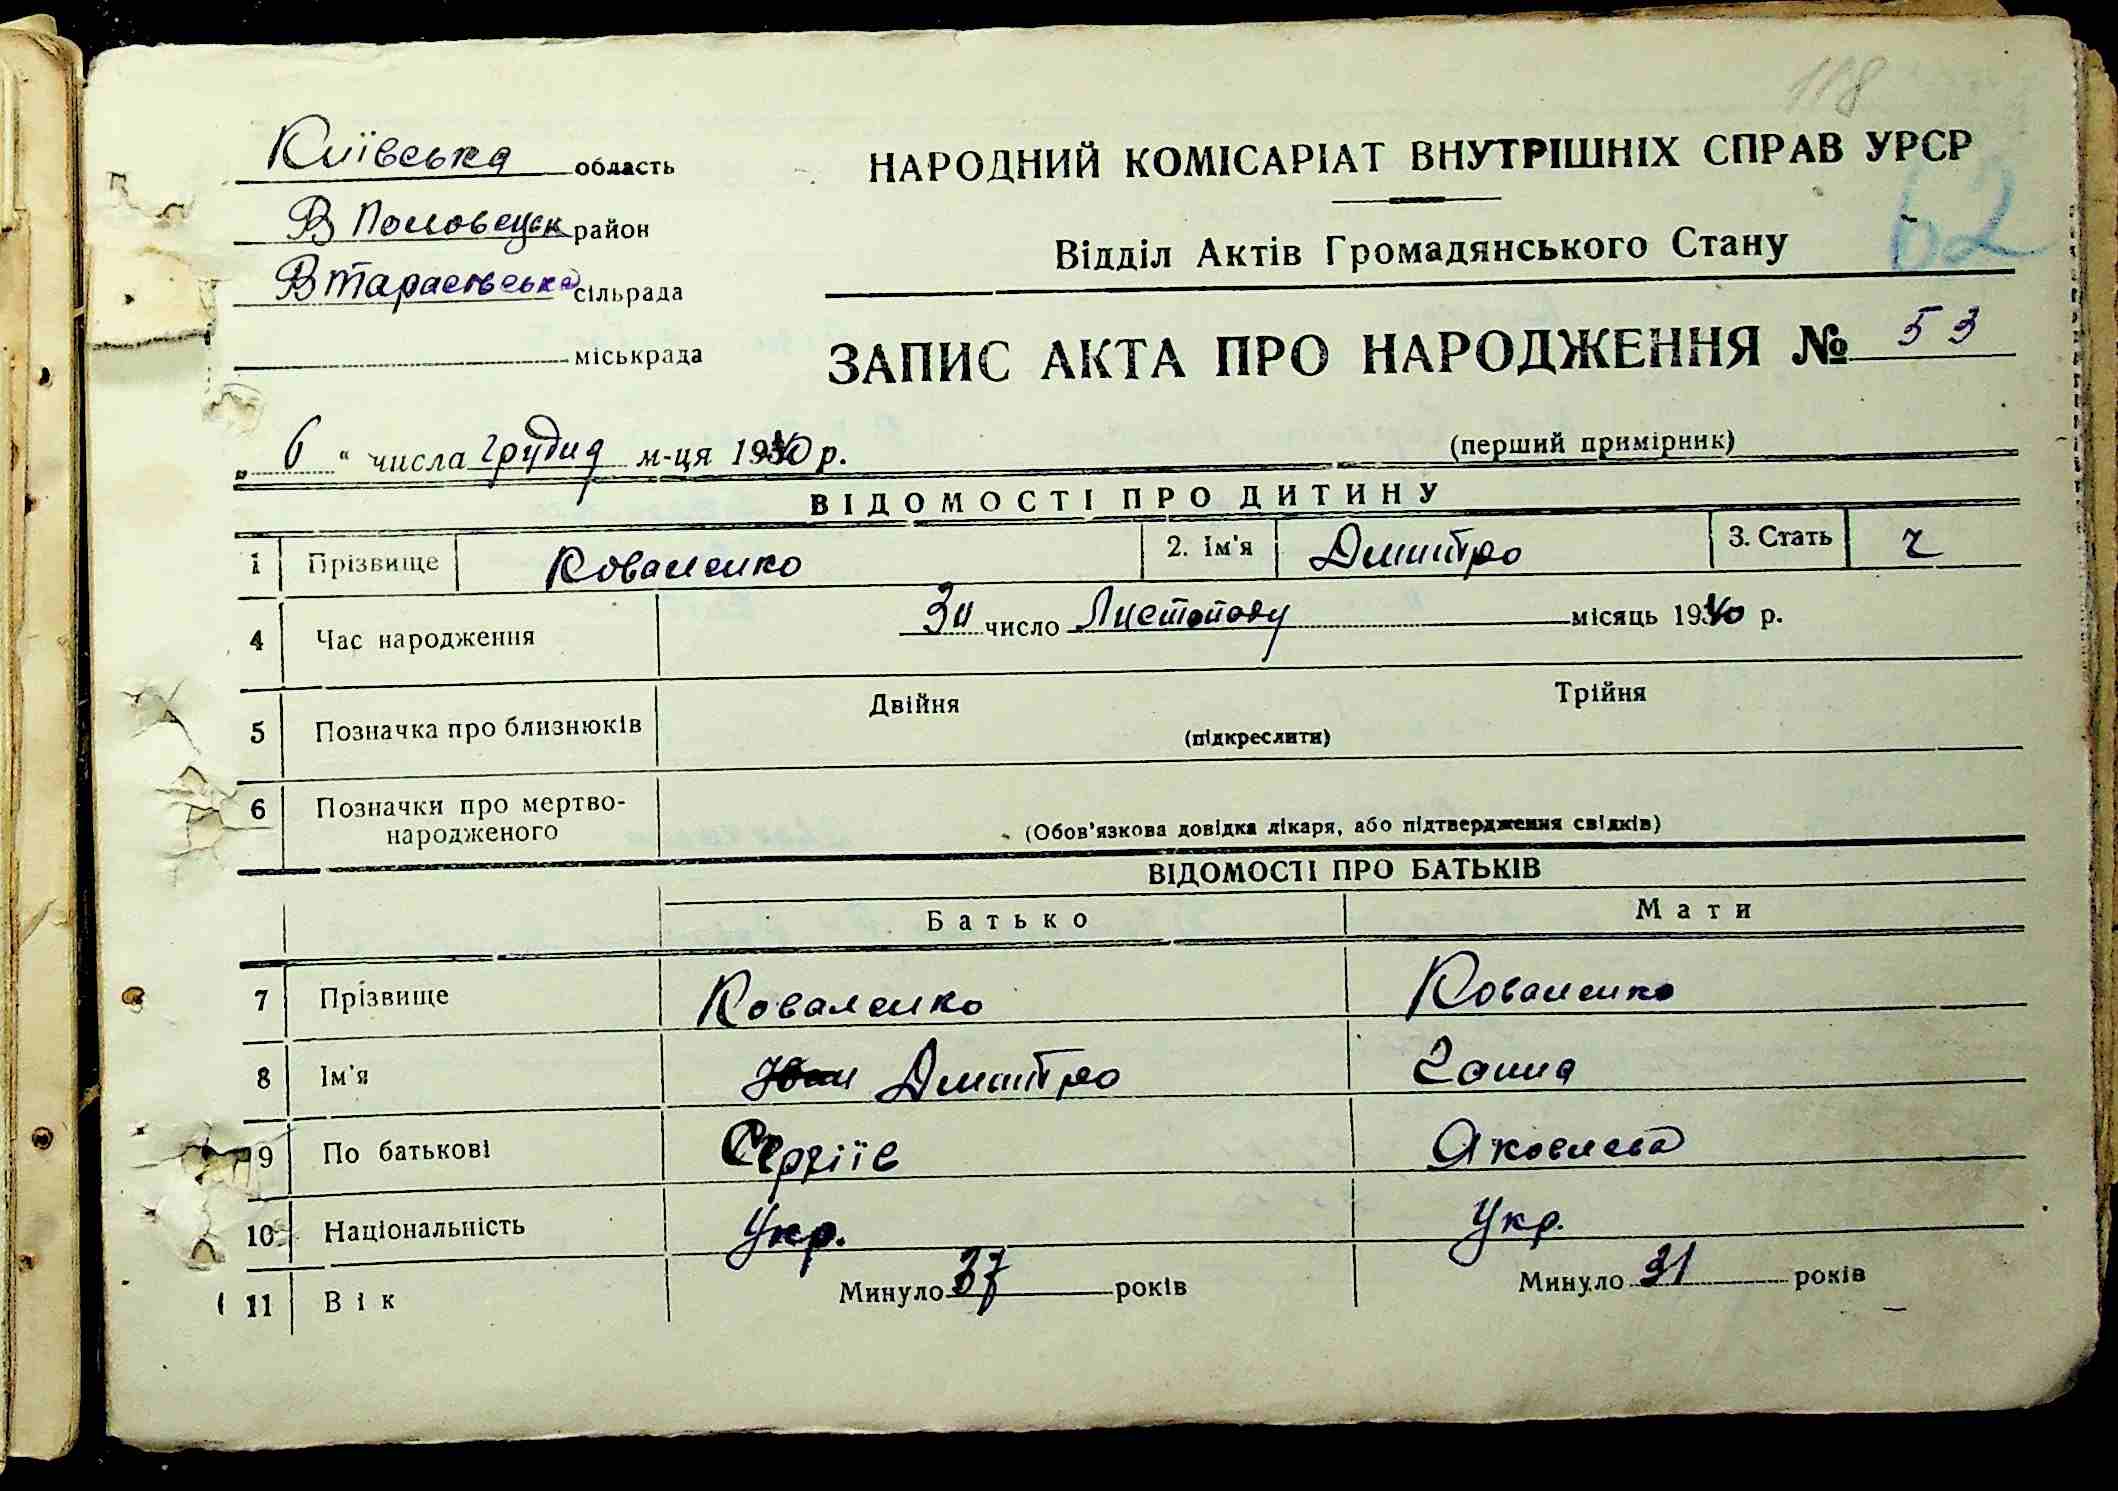 118
Київська область
НАРОДНИЙ КОМІСАРІАТ ВНУТРІШНІХ СПРАВ УРСР
62
В Половецьк район
Відділ Актів Громадянського Стану
В Тарасівська сільрада
міськрада
ЗАПИС АКТА ПРО НАРОДЖЕННЯ № 53
„ 6 “ числа грудня м-ця 1940 р.
(перший примірник)
ВІДОМОСТІ ПРО ДИТИНУ
1 Прізвище Коваленко 2. Ім'я Дмитро 3. Стать ч
4 Час народження 30 число Листопаду місяць 1940 р.
5 Позначка про близнюків Двійня Трійня
(підкреслити)
6 Позначки про мертво-
народженого
(Обов'язкова довідка лікаря, або підтвердження свідків)
ВІДОМОСТІ ПРО БАТЬКІВ
Батько Мати
7 Прізвище Коваленко Коваленко
8 Ім'я Іван Дмитро Ганна
9 По батькові Сергіїв Яковлева
10 Національність Укр. Укр.
11 Вік Минуло 37 років Минуло 31 років